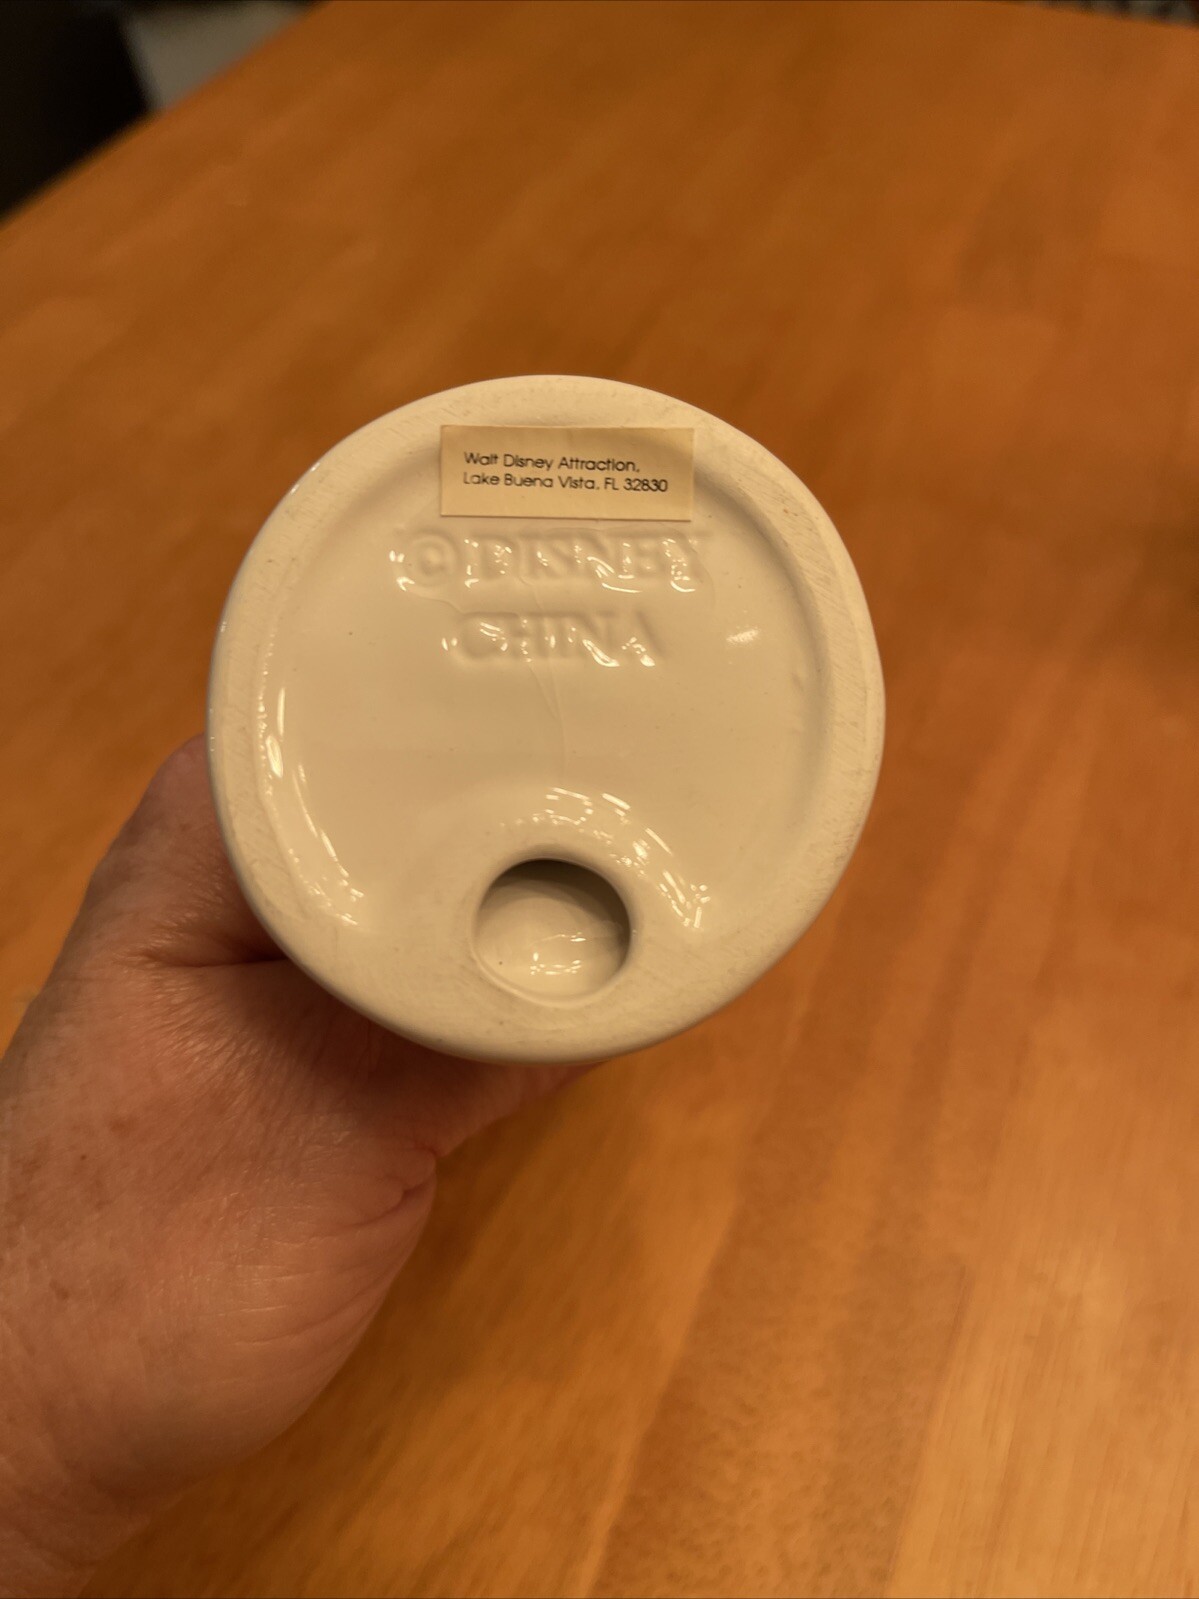 Walt Disney Attraction,
Lake Buena Vista, FL 32830
© DISNEY
CHINA